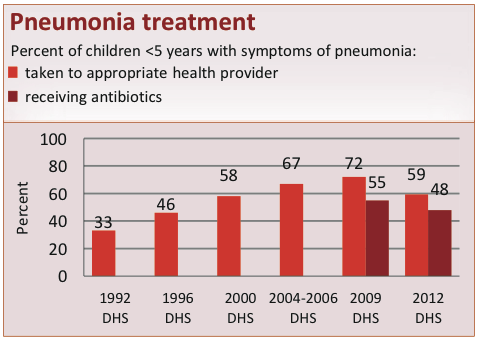 Pneumonia treatment
Percent of children <5 years with symptoms of pneumonia:
taken to appropriate health provider
receiving antibiotics
Percent
100
80
60
40
20
0
33
46
58
67
72
55
59
48
1992 1996 2000 2004-2006 2009 2012
DHS DHS DHS DHS DHS DHS